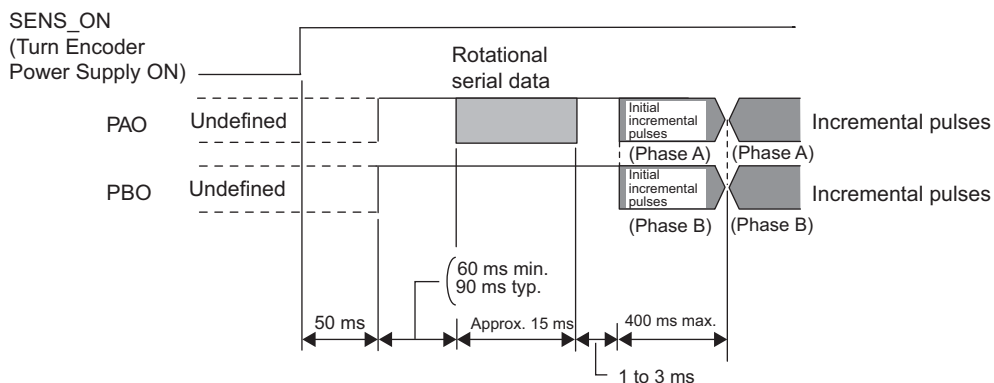 SENS_ON
(Turn Encoder
Power Supply ON)
Rotational
serial data
PAO
Undefined
Initial
incremental
pulses
Incremental pulses
(Phase A)
(Phase A)
PBO
Undefined
Initial
incremental
pulses
Incremental pulses
(Phase B)
(Phase B)
60 ms min.
90 ms typ.
50 ms
Approx. 15 ms
400 ms max.
1 to 3 ms